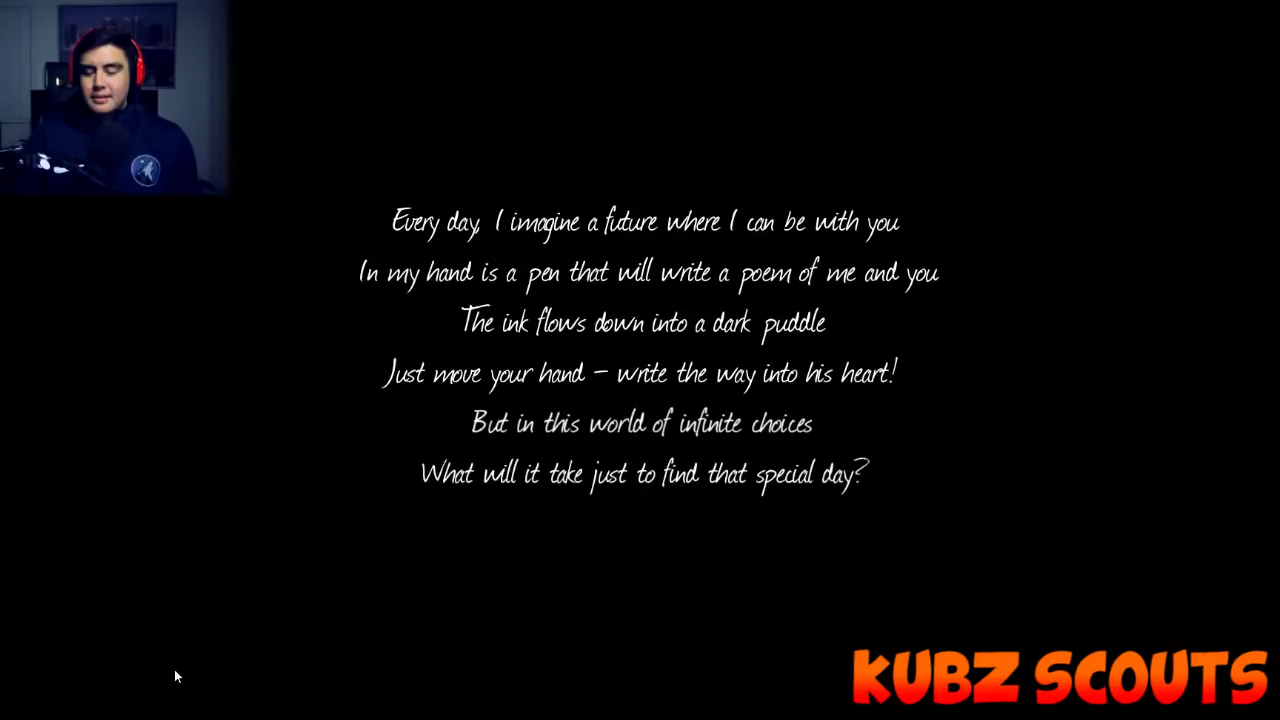 Every day, I imagine a future where I can be with you
In my hand is a pen that will write a poem of me and you
The ink flows down into a dark puddle
Just move your hand – write the way into his heart!
But in this world of infinite choices
What will it take just to find that special day?
KUBZ SCOUTS